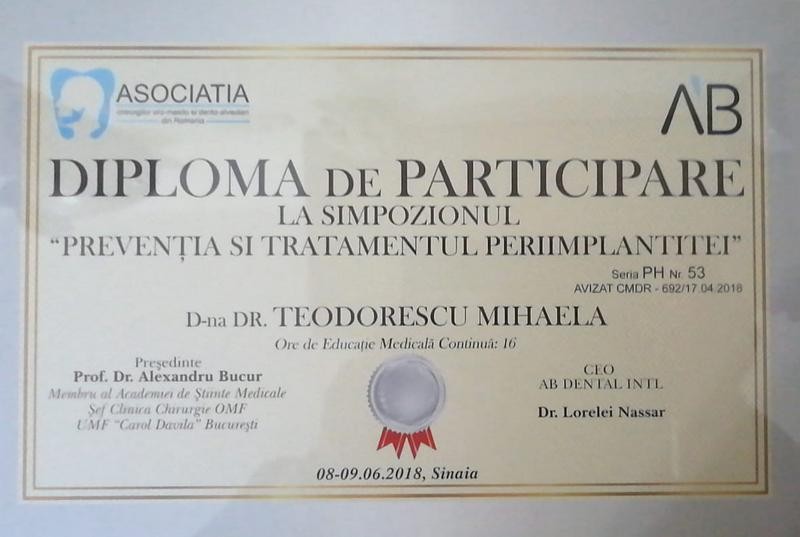 ASOCIATIA
chirurgilor oro-maxilo si dento-alveolari
din Romania
AB
DIPLOMA DE PARTICIPARE
LA SIMPOZIONUL
“PREVENȚIA SI TRATAMENTUL PERIIMPLANTITEI”
Seria PH Nr. 53
AVIZAT CMDR - 692/17.04.2018
D-na DR. TEODORESCU MIHAELA
Ore de Educație Medicală Continuă: 16
Președinte
Prof. Dr. Alexandru Bucur
Membru al Academiei de Științe Medicale
Șef Clinica Chirurgie OMF
UMF “Carol Davila” București
CEO
AB DENTAL INTL
Dr. Lorelei Nassar
08-09.06.2018, Sinaia